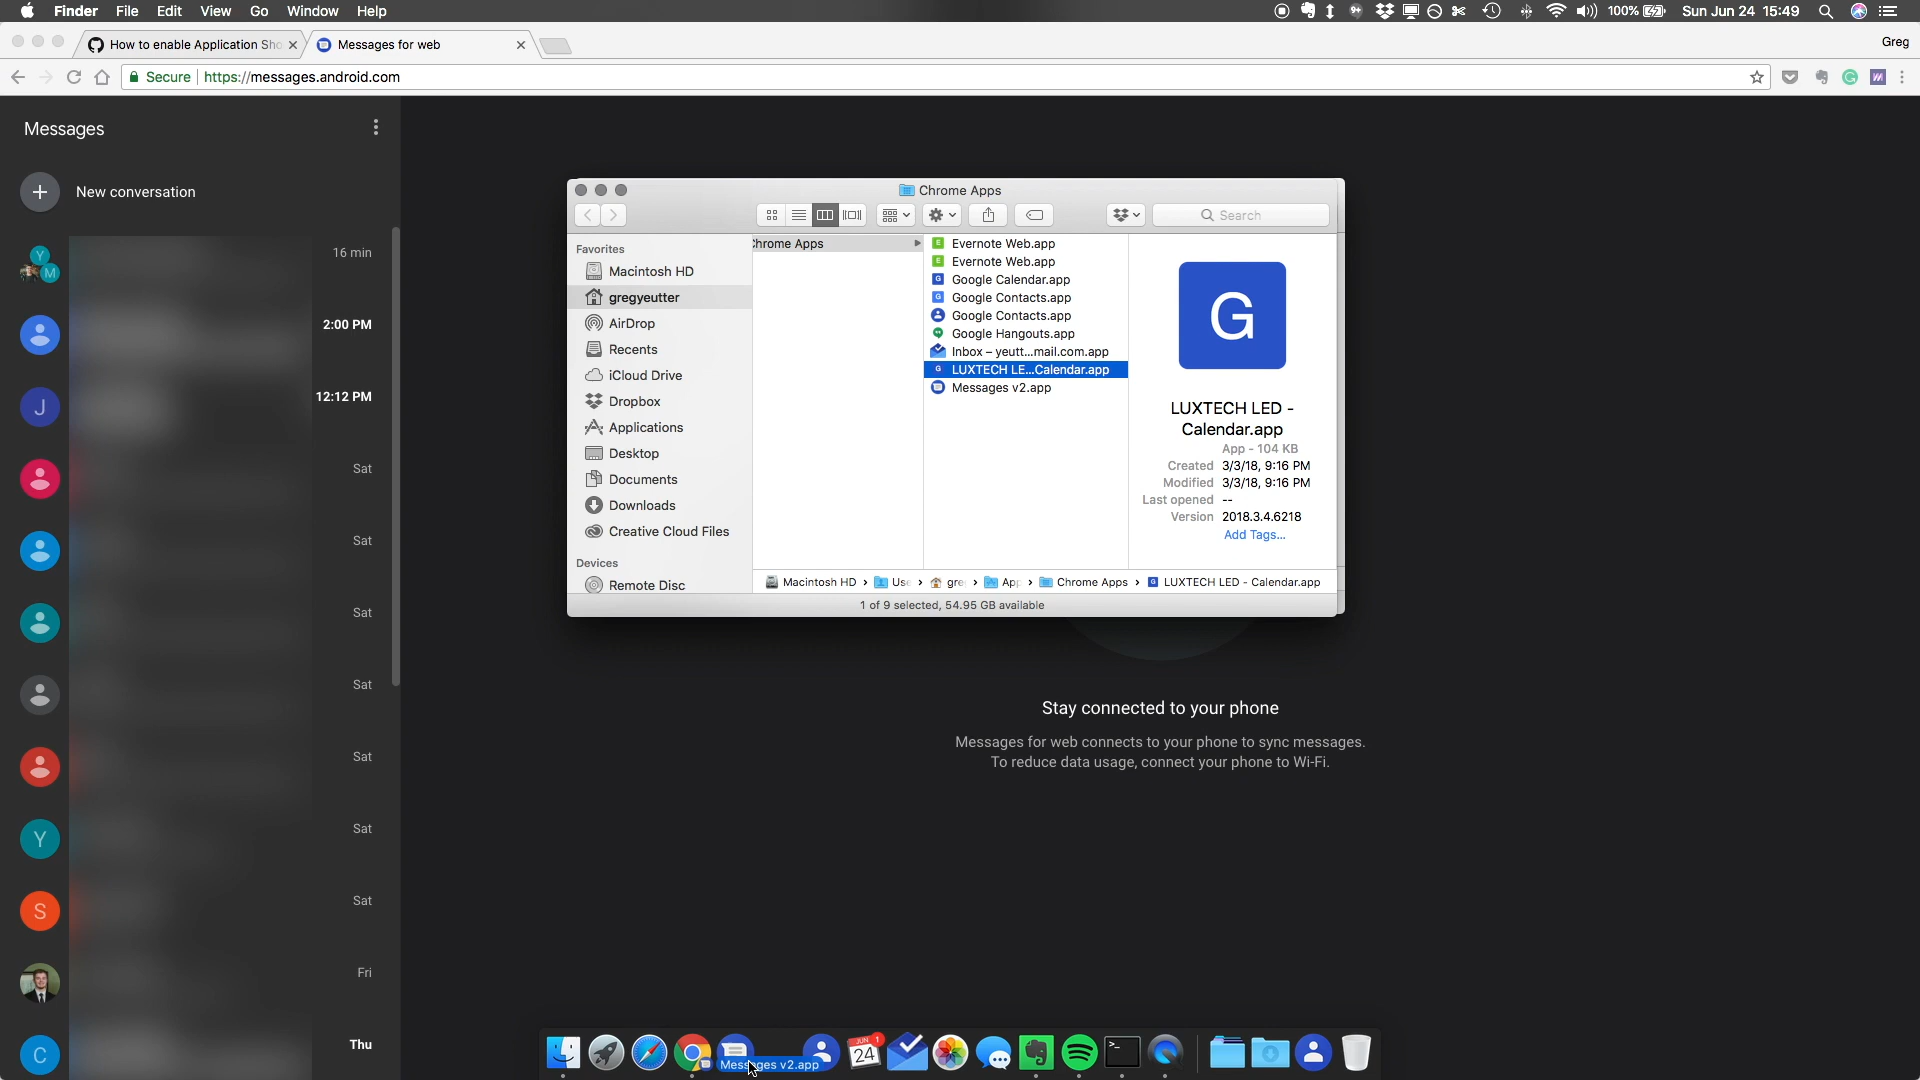 Finder File Edit View Go Window Help
9+ 100% Sun Jun 24 15:49
How to enable Application Sho
Messages for web
Greg
Secure https://messages.android.com
Messages
New conversation
Y
M
16 min
2:00 PM
J
12:12 PM
Sat
Sat
Sat
Sat
Sat
Y
Sat
S
Sat
Fri
C
Thu
Chrome Apps
Search
Favorites
Macintosh HD
gregyeutter
AirDrop
Recents
iCloud Drive
Dropbox
Applications
Desktop
Documents
Downloads
Creative Cloud Files
Devices
Remote Disc
Chrome Apps
Evernote Web.app
Evernote Web.app
Google Calendar.app
Google Contacts.app
Google Contacts.app
Google Hangouts.app
Inbox – yeutt...mail.com.app
LUXTECH LE...Calendar.app
Messages v2.app
G
LUXTECH LED -
Calendar.app
App - 104 KB
Created 3/3/18, 9:16 PM
Modified 3/3/18, 9:16 PM
Last opened --
Version 2018.3.4.6218
Add Tags...
Macintosh HD › Use › gre › App › Chrome Apps › LUXTECH LED - Calendar.app
1 of 9 selected, 54.95 GB available
Stay connected to your phone
Messages for web connects to your phone to sync messages.
To reduce data usage, connect your phone to Wi-Fi.
JUN
24
1
Messages v2.app